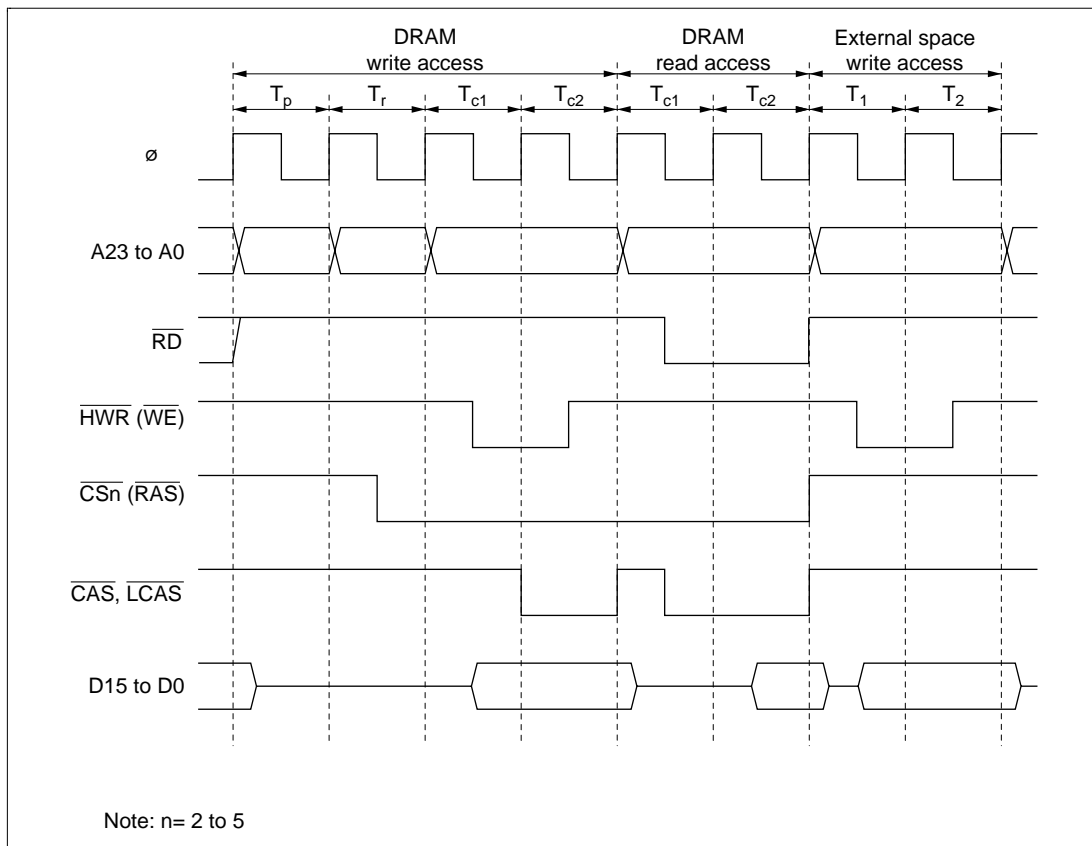 DRAM
write access
DRAM
read access
External space
write access
Tp Tr Tc1 Tc2 Tc1 Tc2 T1 T2
ø
A23 to A0
RD
HWR (WE)
CSn (RAS)
CAS, LCAS
D15 to D0
Note: n= 2 to 5